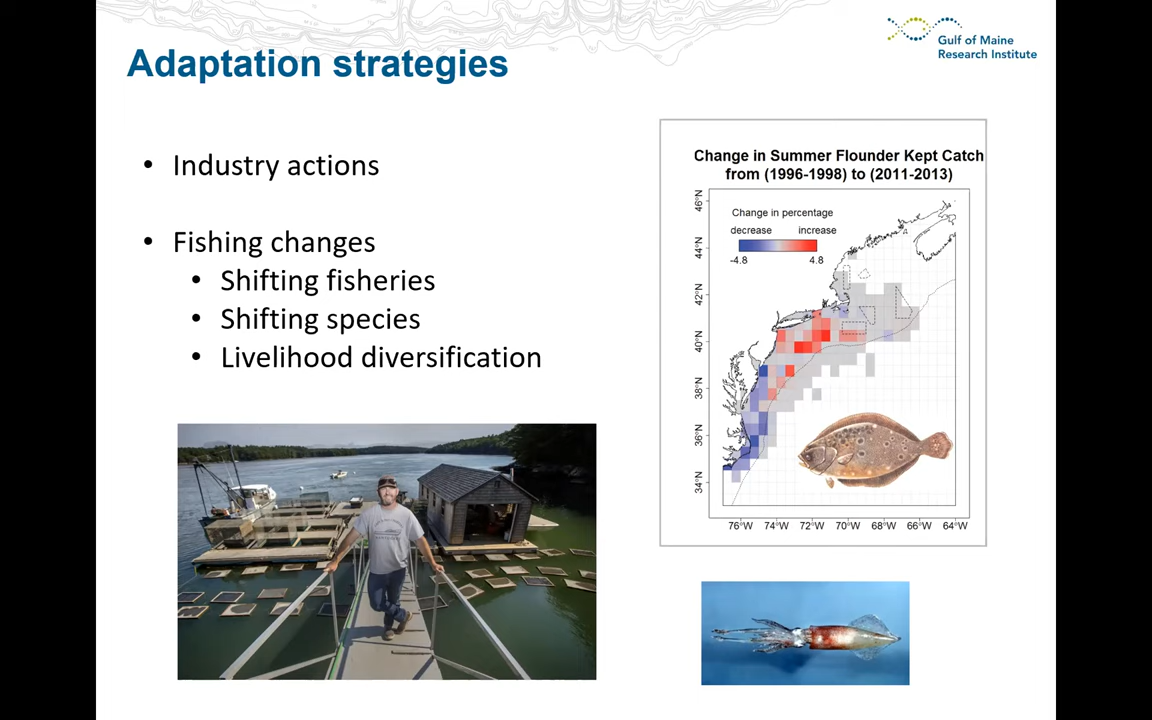 Adaptation strategies
Gulf of Maine
Research Institute
• Industry actions
• Fishing changes
• Shifting fisheries
• Shifting species
• Livelihood diversification
Change in Summer Flounder Kept Catch
from (1996-1998) to (2011-2013)
Change in percentage
decrease increase
-4.8 4.8
46°N
44°N
42°N
40°N
38°N
36°N
34°N
76°W 74°W 72°W 70°W 68°W 66°W 64°W